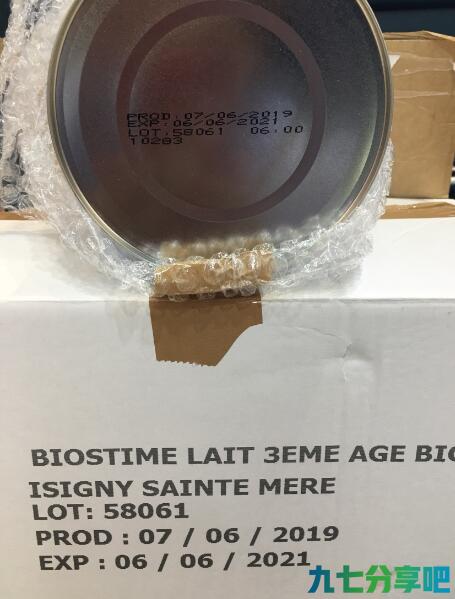 PROD:07/06/2019
EXP:06/06/2021
LOT:58061 06:00
10283
BIOSTIME LAIT 3EME AGE BIO
ISIGNY SAINTE MERE
LOT: 58061
PROD : 07 / 06 / 2019
EXP : 06 / 06 / 2021
九七分享吧